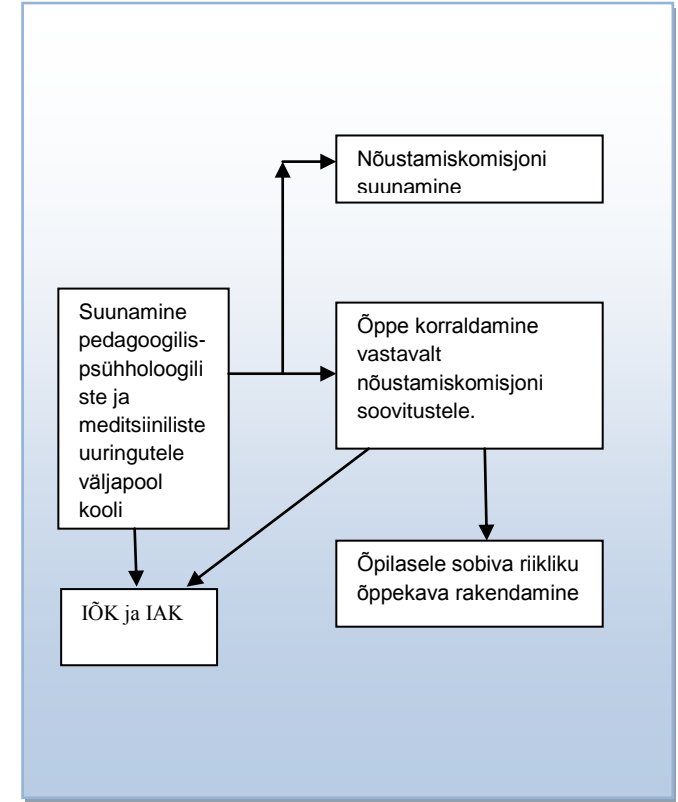 Nõustamiskomisjoni
suunamine
Suunamine
pedagoogilis-
psühholoogili
ste ja
meditsiiniliste
uuringutele
väljapool
kooli
Õppe korraldamine
vastavalt
nõustamiskomisjoni
soovitustele.
Õpilasele sobiva riikliku
õppekava rakendamine
IÕK ja IAK